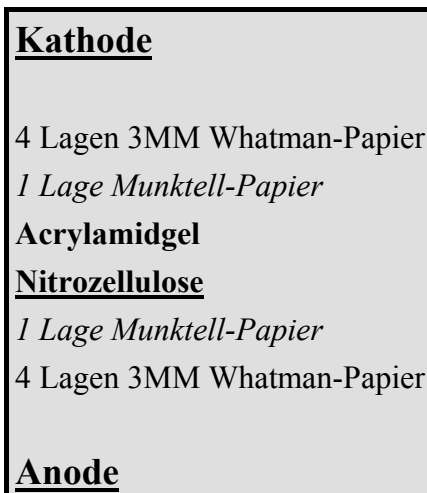 Kathode
4 Lagen 3MM Whatman-Papier
1 Lage Munktell-Papier
Acrylamidgel
Nitrozellulose
1 Lage Munktell-Papier
4 Lagen 3MM Whatman-Papier
Anode